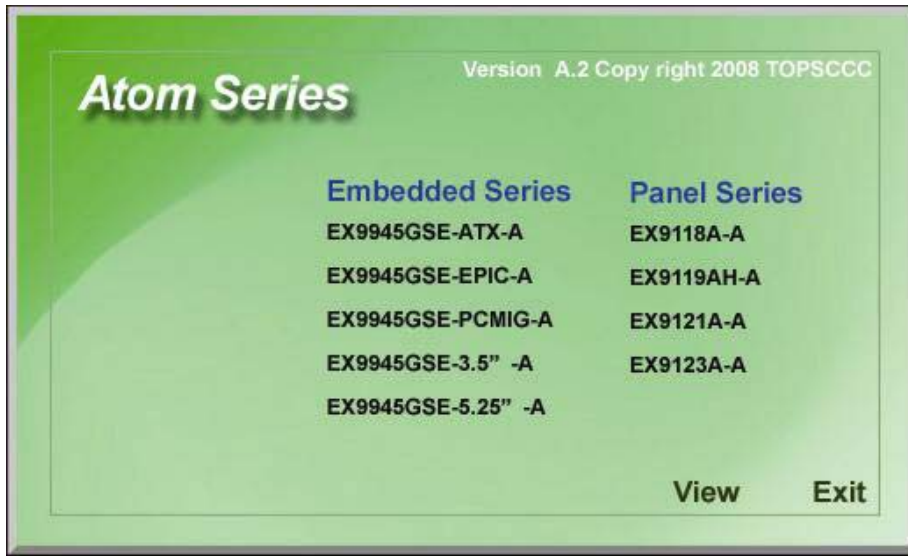 Atom Series
Version A.2 Copy right 2008 TOPSCCC
Embedded Series
EX9945GSE-ATX-A
EX9945GSE-EPIC-A
EX9945GSE-PCMIG-A
EX9945GSE-3.5” -A
EX9945GSE-5.25” -A
Panel Series
EX9118A-A
EX9119AH-A
EX9121A-A
EX9123A-A
View
Exit